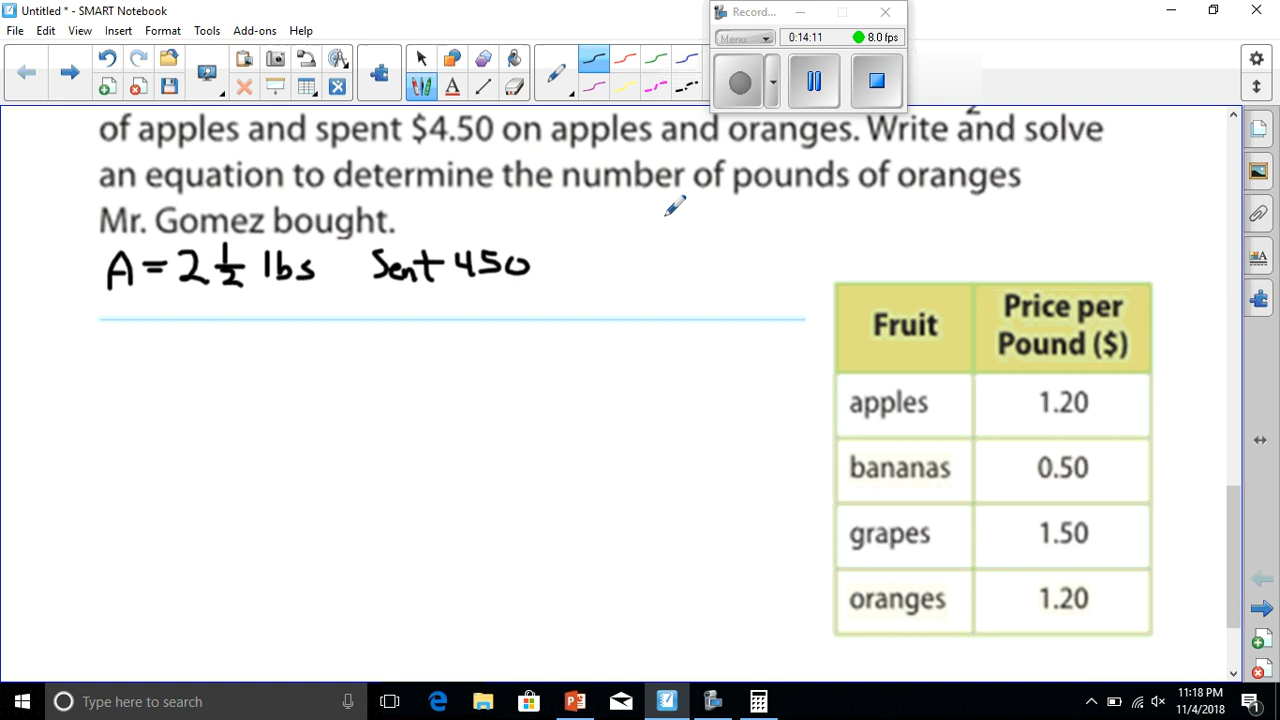 Untitled * - SMART Notebook
File Edit View Insert Format Tools Add-ons Help
Record...
Menu 0:14:11 8.0 fps
of apples and spent $4.50 on apples and oranges. Write and solve
an equation to determine the number of pounds of oranges
Mr. Gomez bought.
A = 2 1/2 lbs Sent 450
Fruit Price per Pound ($)
apples 1.20
bananas 0.50
grapes 1.50
oranges 1.20
Type here to search
11:18 PM
11/4/2018